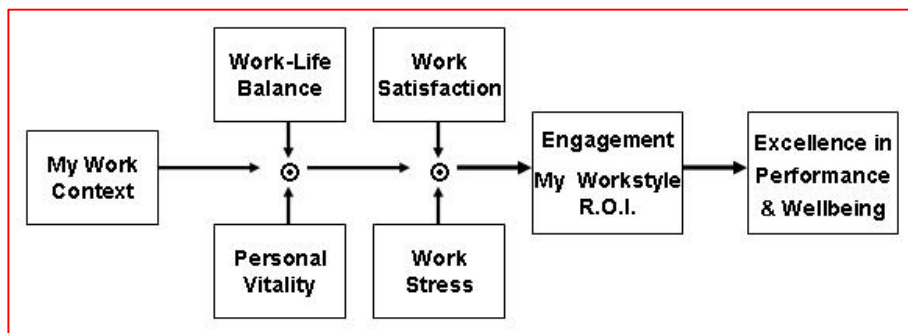 Work-Life
Balance
Work
Satisfaction
My Work
Context
Engagement
My Workstyle
R.O.I.
Excellence in
Performance
& Wellbeing
Personal
Vitality
Work
Stress